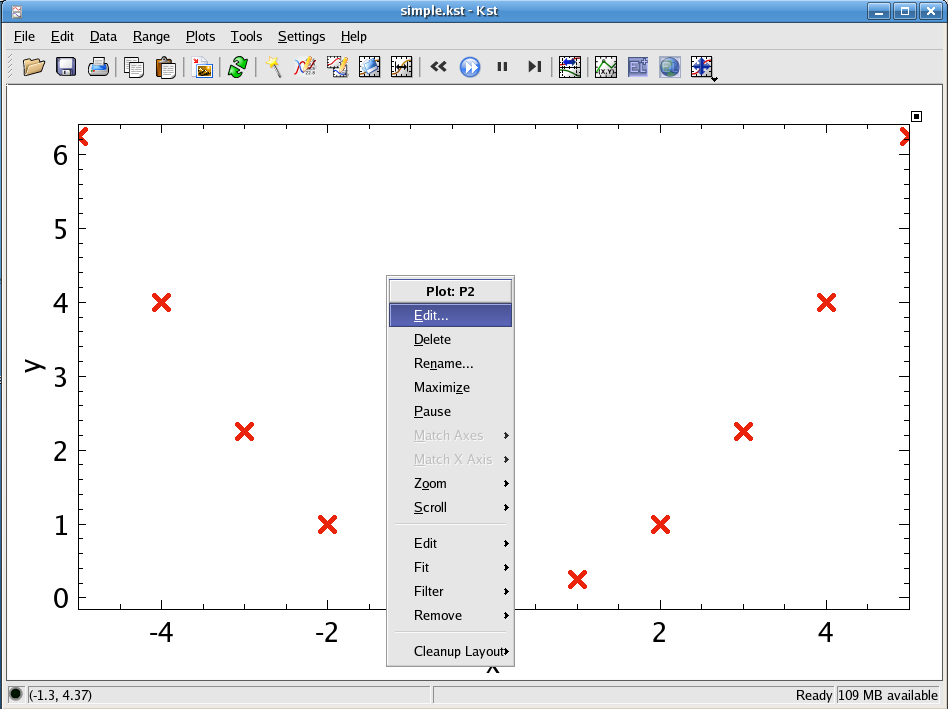 simple.kst - Kst
File Edit Data Range Plots Tools Settings Help
6
5
4
3
2
1
0
y
-4 -2 2 4
x
Plot: P2
Edit...
Delete
Rename...
Maximize
Pause
Match Axes
Match X Axis
Zoom
Scroll
Edit
Fit
Filter
Remove
Cleanup Layout
(-1.3, 4.37) Ready 109 MB available